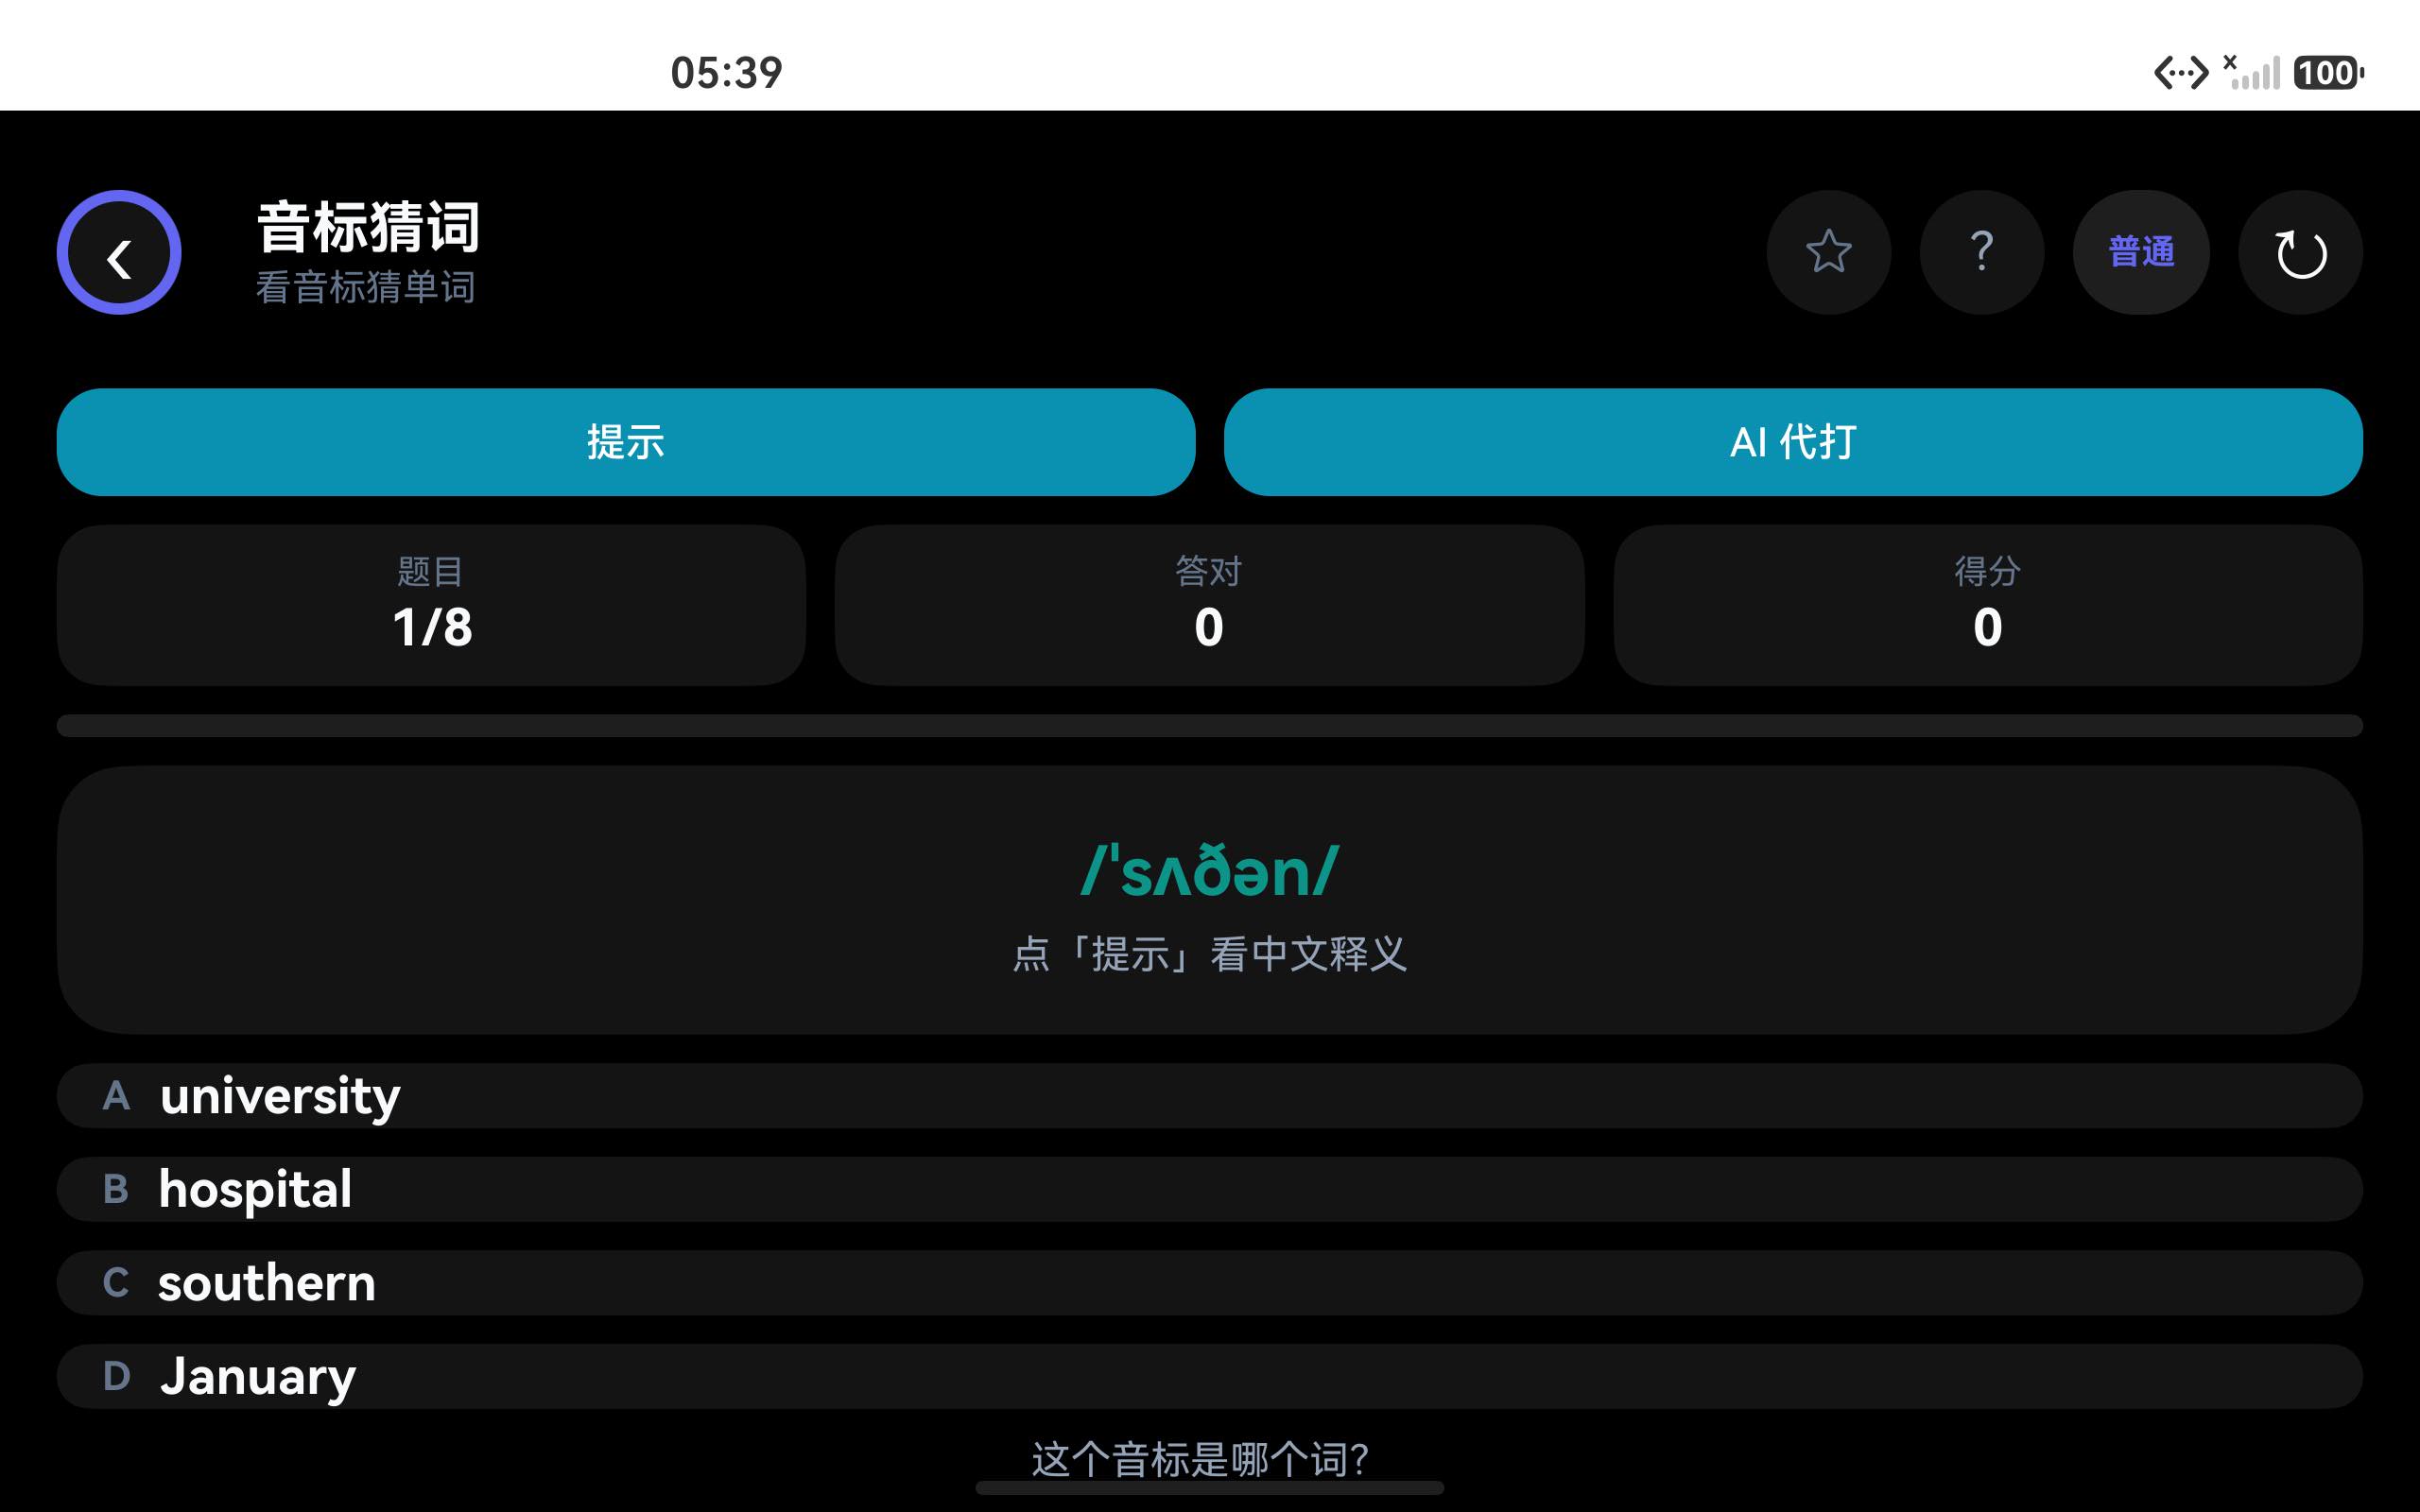 05:39
100
音标猜词
看音标猜单词
?
普通
提示
AI 代打
题目
1/8
答对
0
得分
0
/ˈsʌðən/
点「提示」看中文释义
A university
B hospital
C southern
D January
这个音标是哪个词？